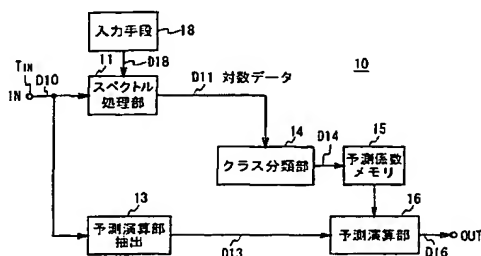 入力手段
18
TIN
D10
11
D18
IN
スペクトル
処理部
D11 対数データ
10
14
D14
15
クラス分類部
予測係数
メモリ
13
16
予測演算部
抽出
D13
予測演算部
D16
OUT